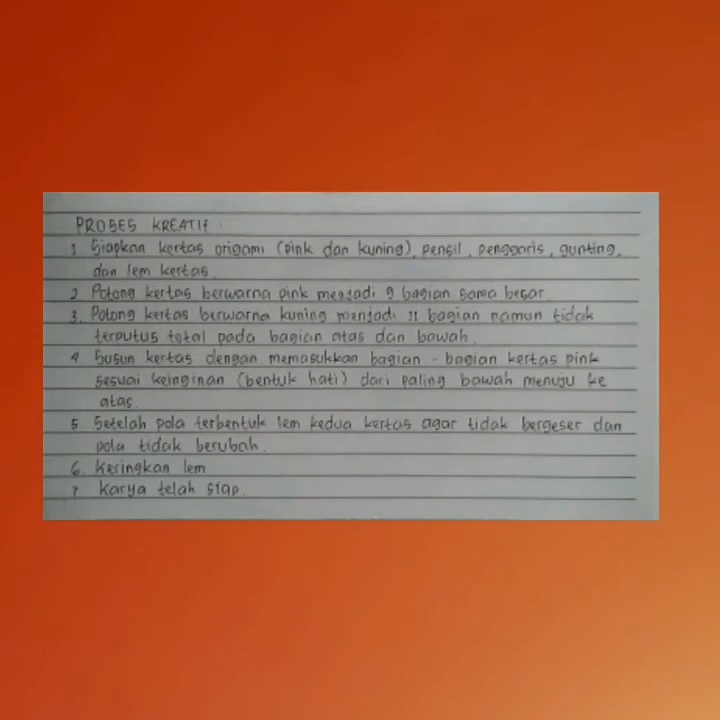 PROSES KREATIF :
1 Siapkan kertas origami (pink dan kuning), pensil, penggaris, gunting,
dan lem kertas.
2 Potong kertas berwarna pink menjadi 9 bagian sama besar.
3. Potong kertas berwarna kuning menjadi 11 bagian namun tidak
terputus total pada bagian atas dan bawah.
4 Susun kertas dengan memasukkan bagian - bagian kertas pink
sesuai keinginan (bentuk hati) dari paling bawah menuju ke
atas.
5. Setelah pola terbentuk lem kedua kertas agar tidak bergeser dan
pola tidak berubah.
6. Keringkan lem
7 Karya telah siap.